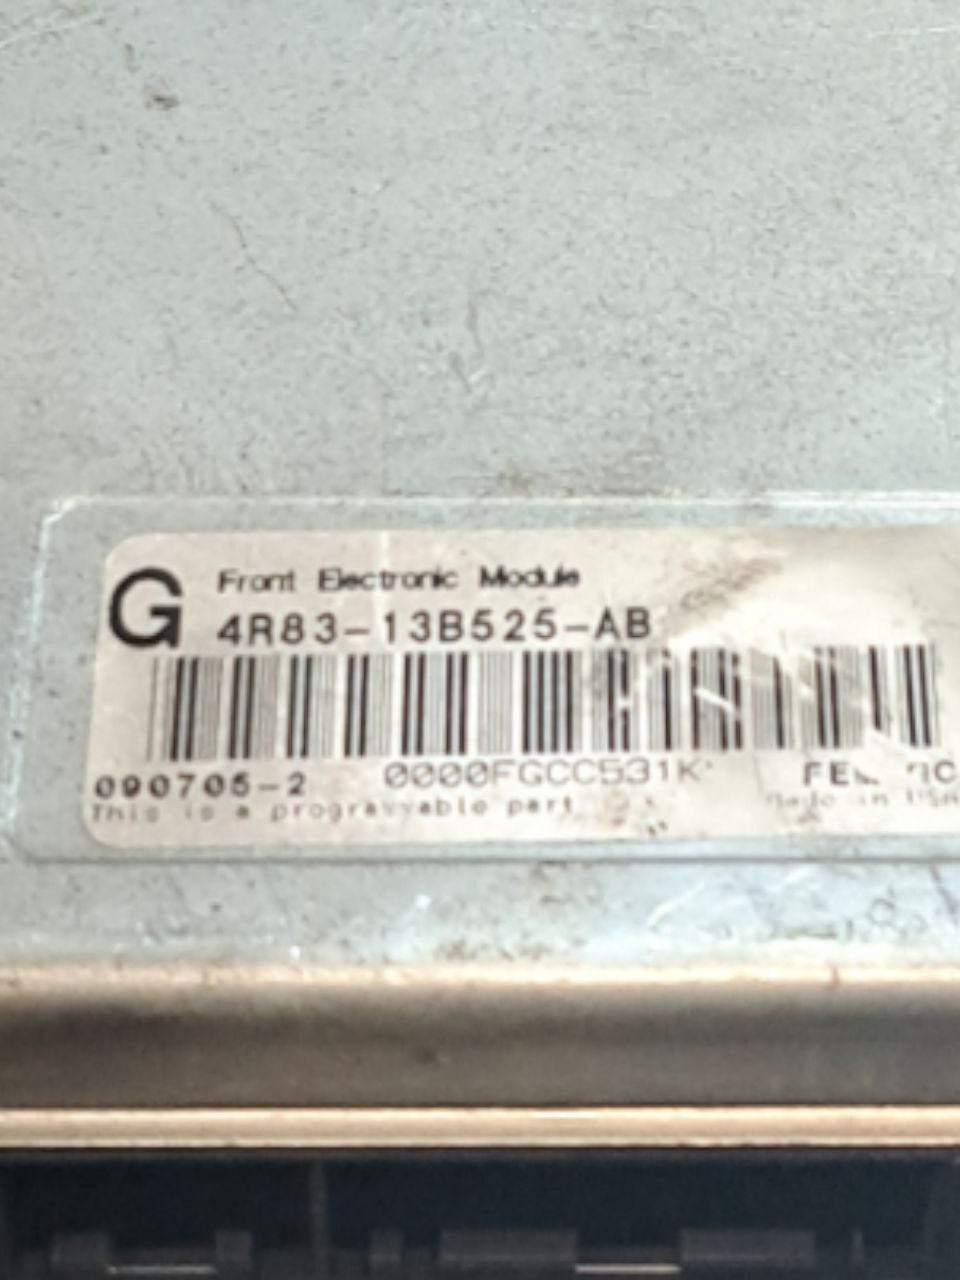 G
Front Electronic Module
4R83-13B525-AB
090705-2 0000FGCC531K
This is a programmable part
Made in USA